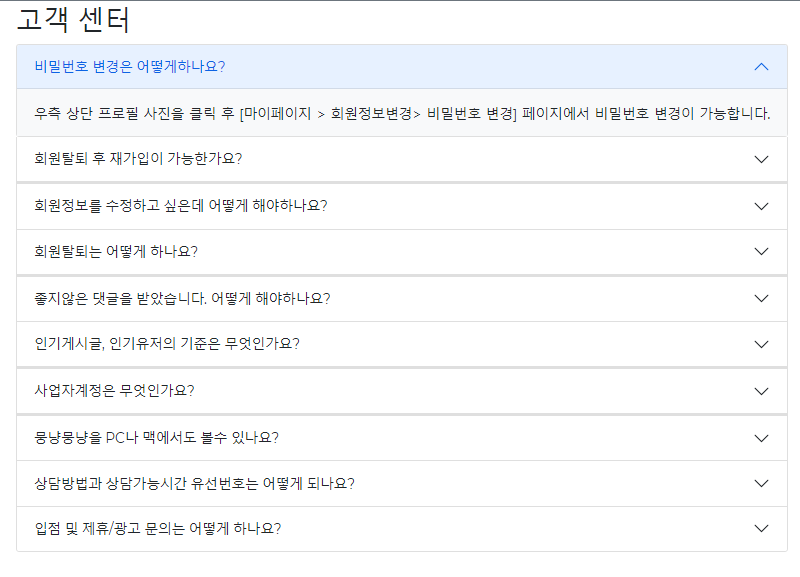 고객 센터
비밀번호 변경은 어떻게하나요?
우측 상단 프로필 사진을 클릭 후 [마이페이지 > 회원정보변경> 비밀번호 변경] 페이지에서 비밀번호 변경이 가능합니다.
회원탈퇴 후 재가입이 가능한가요?
회원정보를 수정하고 싶은데 어떻게 해야하나요?
회원탈퇴는 어떻게 하나요?
좋지않은 댓글을 받았습니다. 어떻게 해야하나요?
인기게시글, 인기유저의 기준은 무엇인가요?
사업자계정은 무엇인가요?
뭉냥뭉냥을 PC나 맥에서도 볼수 있나요?
상담방법과 상담가능시간 유선번호는 어떻게 되나요?
입점 및 제휴/광고 문의는 어떻게 하나요?